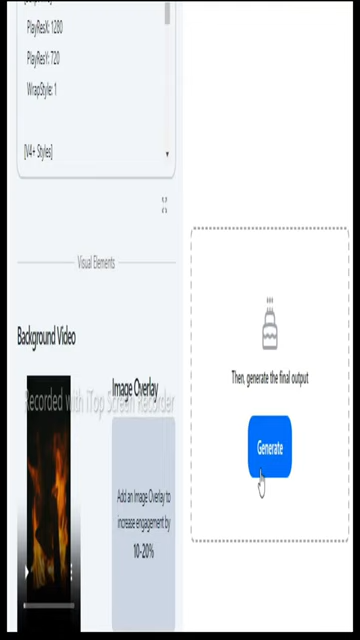 PlayResX: 1280
PlayResY: 720
WrapStyle: 1
[V4+ Styles]
Visual Elements
Background Video
Image Overlay
Recorded with iTop Screen Recorder
Add an Image Overlay to
increase engagement by
10-20%
Then, generate the final output
Generate